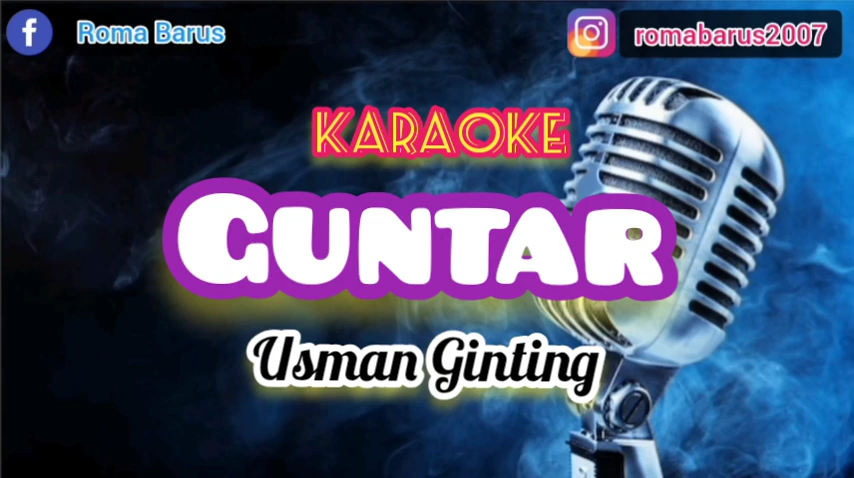 Roma Barus
romabarus2007
KARAOKE
GUNTAR
Usman Ginting